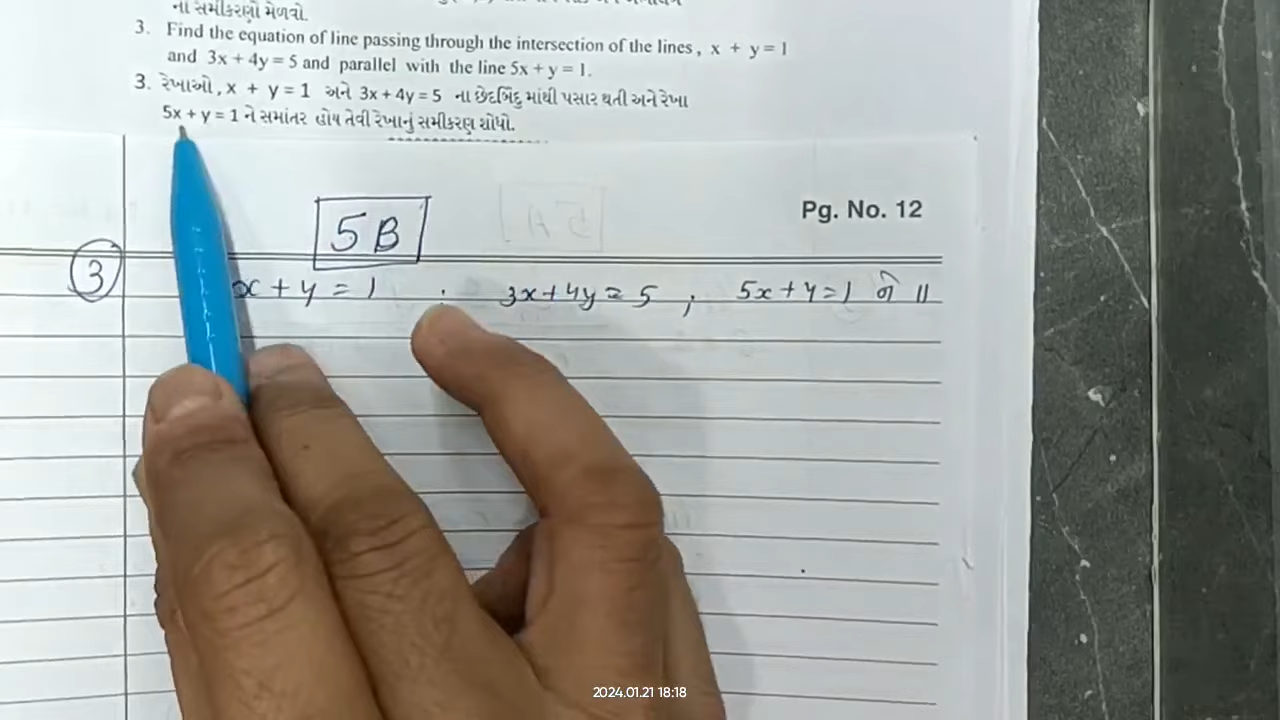 ના સમીકરણો મેળવો.
3. Find the equation of line passing through the intersection of the lines, x + y = 1
and 3x + 4y = 5 and parallel with the line 5x + y = 1.
3. રેખાઓ, x + y = 1 અને 3x + 4y = 5 ના છેદબિંદુ માંથી પસાર થતી અને રેખા
5x + y = 1 ને સમાંતર હોય તેવી રેખાનું સમીકરણ શોધો.
5B
Pg. No. 12
3 x + y = 1 . 3x + 4y = 5 ; 5x + y = 1 ને ||
2024.01.21 18:18